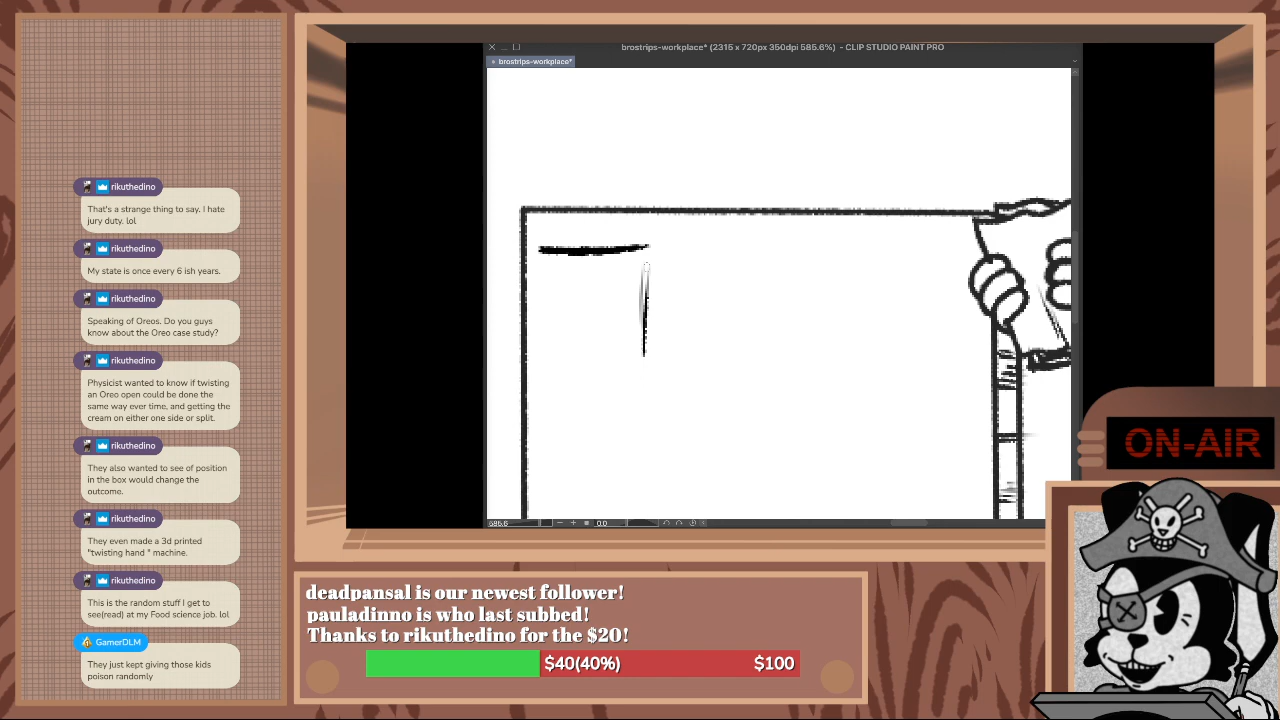 rikuthedino
That's a strange thing to say. I hate
jury duty. lol
rikuthedino
My state is once every 6 ish years.
rikuthedino
Speaking of Oreos. Do you guys
know about the Oreo case study?
rikuthedino
Physicist wanted to know if twisting
an Oreo open could be done the
same way ever time, and getting the
cream on either one side or split.
rikuthedino
They also wanted to see of position
in the box would change the
outcome.
rikuthedino
They even made a 3d printed
"twisting hand " machine.
rikuthedino
This is the random stuff I get to
see(read) at my Food science job. lol
GamerDLM
They just kept giving those kids
poison randomly
brostrips-workplace* (2315 x 720px 350dpi 585.6%) - CLIP STUDIO PAINT PRO
brostrips-workplace*
585.6
0.0
ON-AIR
deadpansal is our newest follower!
pauladinno is who last subbed!
Thanks to rikuthedino for the $20!
$40(40%)
$100